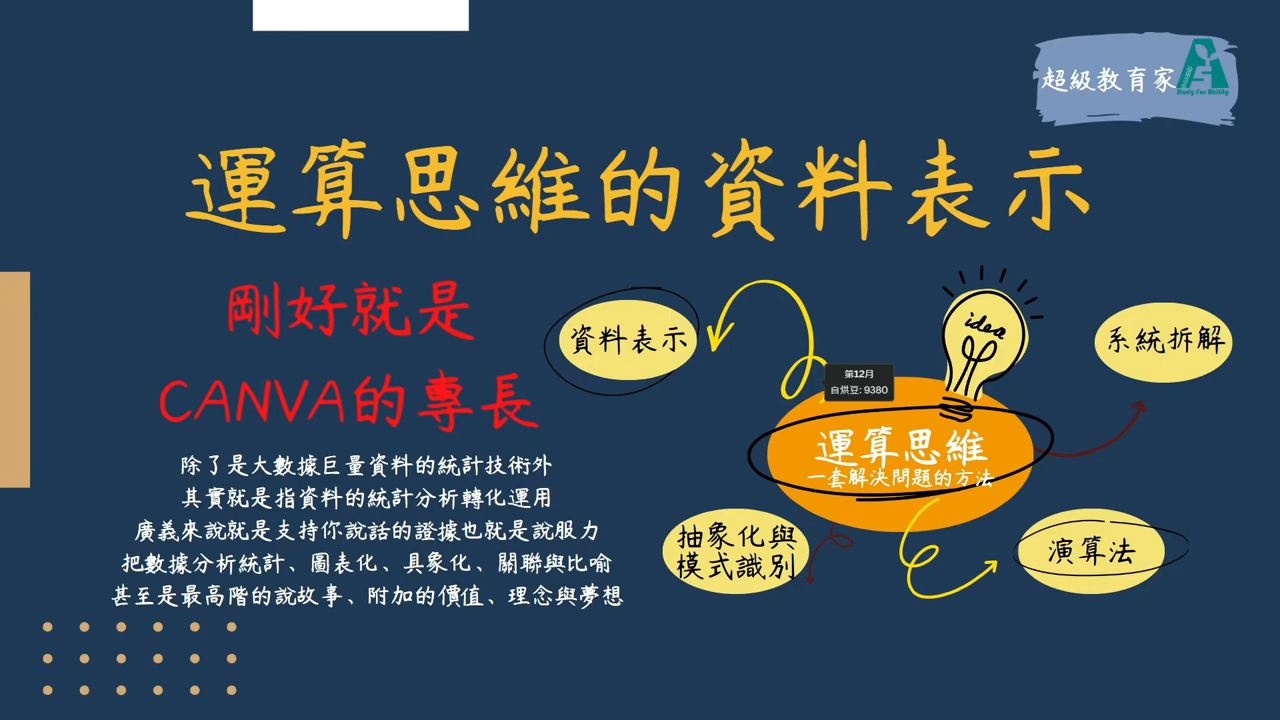 超級教育家
Study For Ability
運算思維的資料表示
剛好就是
CANVA的專長
除了是大數據巨量資料的統計技術外
其實就是指資料的統計分析轉化運用
廣義來說就是支持你說話的證據也就是說服力
把數據分析統計、圖表化、具象化、關聯與比喻
甚至是最高階的說故事、附加的價值、理念與夢想
資料表示
idea
系統拆解
第12月
自烘豆: 9380
運算思維
一套解決問題的方法
抽象化與
模式識別
演算法